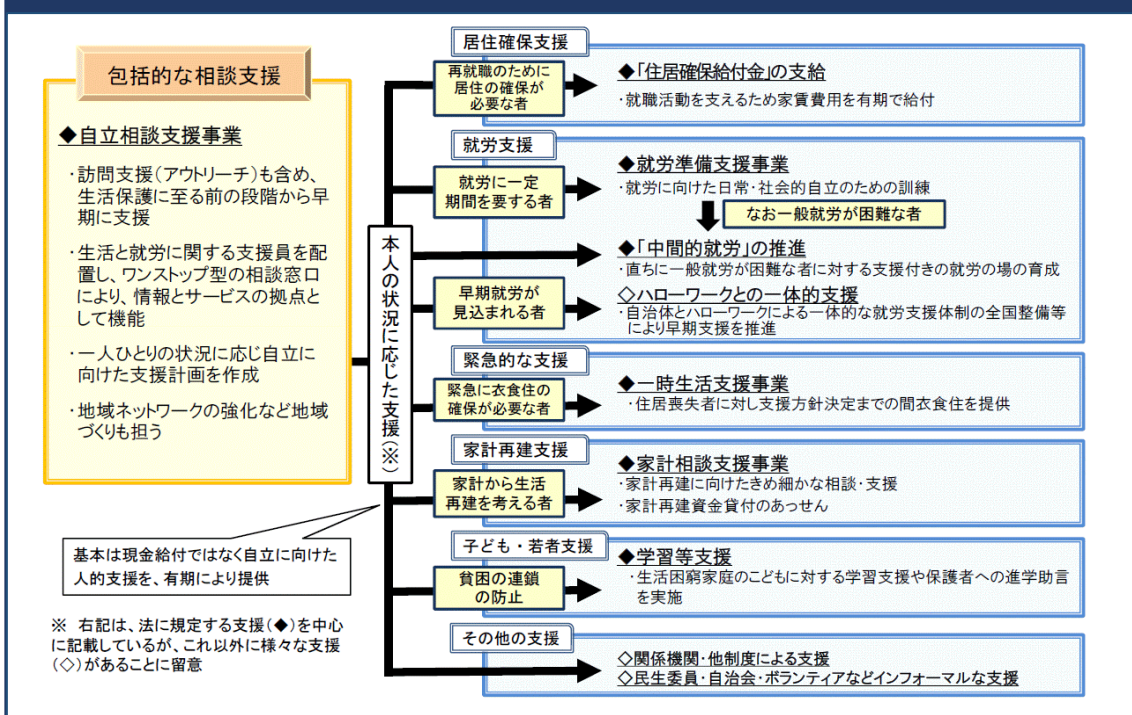 包括的な相談支援
◆自立相談支援事業
・訪問支援(アウトリーチ)も含め、
生活保護に至る前の段階から早
期に支援
・生活と就労に関する支援員を配
置し、ワンストップ型の相談窓口
により、情報とサービスの拠点と
して機能
・一人ひとりの状況に応じ自立に
向けた支援計画を作成
・地域ネットワークの強化など地域
づくりも担う
基本は現金給付ではなく自立に向けた
人的支援を、有期により提供
※ 右記は、法に規定する支援(◆)を中心
に記載しているが、これ以外に様々な支援
(◇)があることに留意
本人の状況に応じた支援(※)
居住確保支援
再就職のために
居住の確保が
必要な者
◆「住居確保給付金」の支給
・就職活動を支えるため家賃費用を有期で給付
就労支援
就労に一定
期間を要する者
◆就労準備支援事業
・就労に向けた日常・社会的自立のための訓練
なお一般就労が困難な者
◆「中間的就労」の推進
・直ちに一般就労が困難な者に対する支援付きの就労の場の育成
早期就労が
見込まれる者
◇ハローワークとの一体的支援
・自治体とハローワークによる一体的な就労支援体制の全国整備等
により早期支援を推進
緊急的な支援
緊急に衣食住の
確保が必要な者
◆一時生活支援事業
・住居喪失者に対し支援方針決定までの間衣食住を提供
家計再建支援
家計から生活
再建を考える者
◆家計相談支援事業
・家計再建に向けたきめ細かな相談・支援
・家計再建資金貸付のあっせん
子ども・若者支援
貧困の連鎖
の防止
◆学習等支援
・生活困窮家庭のこどもに対する学習支援や保護者への進学助言
を実施
その他の支援
◇関係機関・他制度による支援
◇民生委員・自治会・ボランティアなどインフォーマルな支援